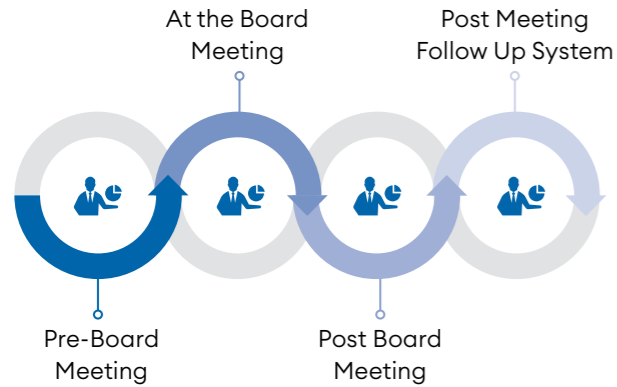 At the Board
Meeting
Post Meeting
Follow Up System
Pre-Board
Meeting
Post Board
Meeting